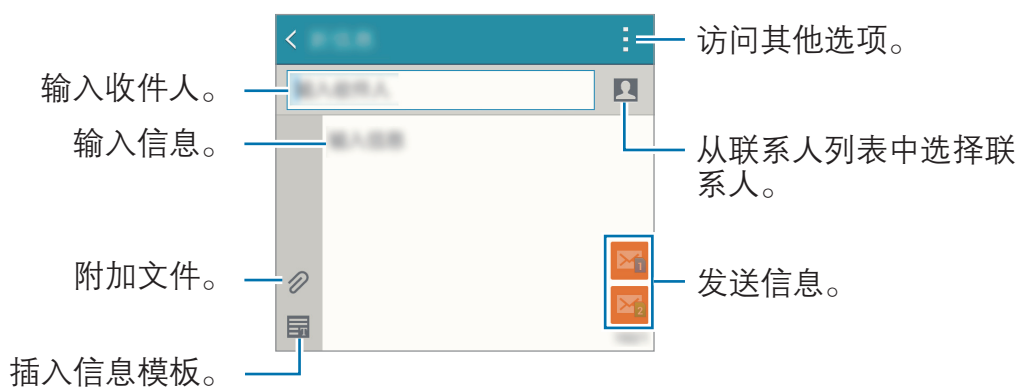 访问其他选项。
输入收件人。
输入信息。
从联系人列表中选择联
系人。
附加文件。
1
发送信息。
2
插入信息模板。